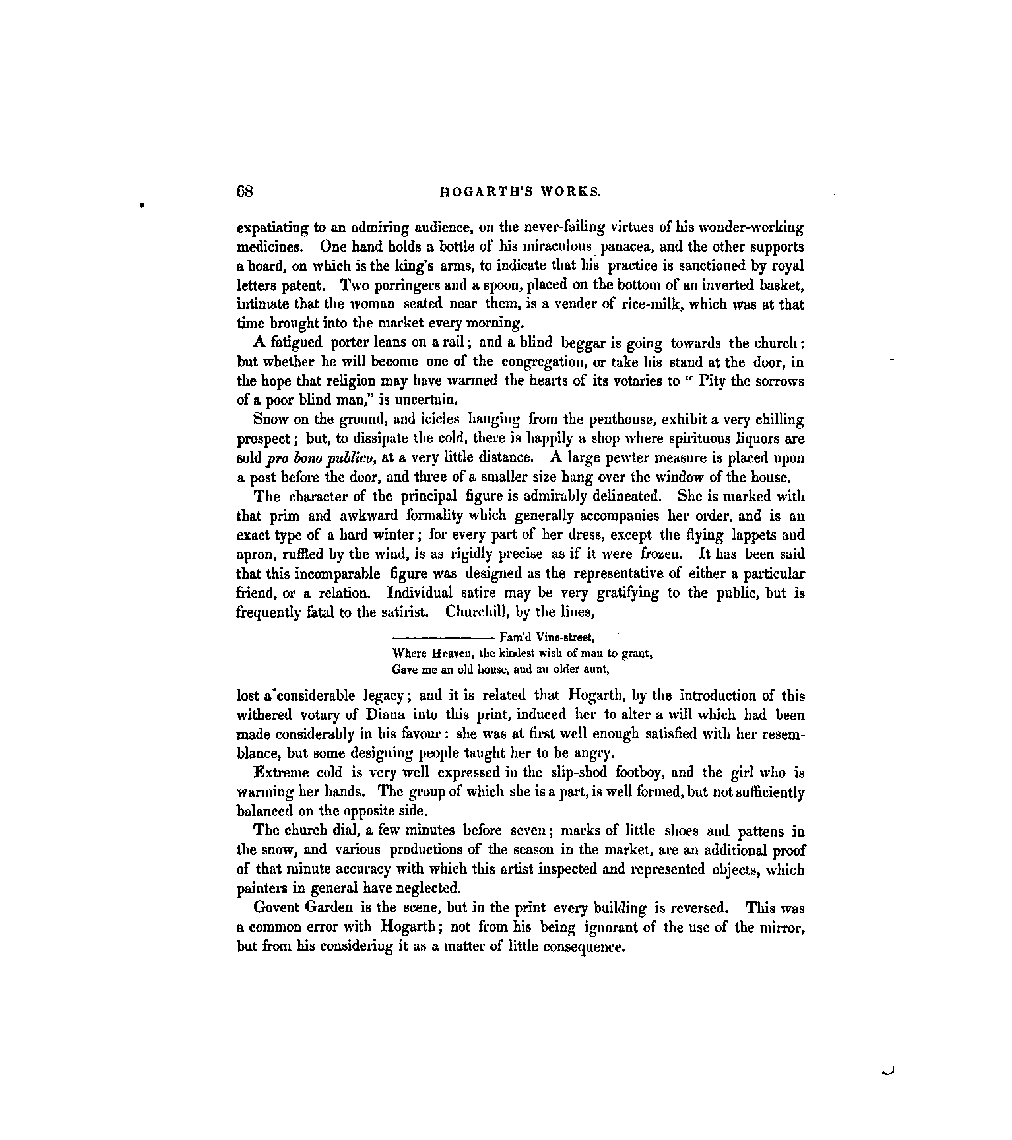 68 HOGARTH'S WORKS.
expatiating to an admiring audience, on the never-failing virtues of his wonder-working
medicines. One hand holds a bottle of his miraculous panacea, and the other supports
a board, on which is the king's arms, to indicate that his practice is sanctioned by royal
letters patent. Two porringers and a spoon, placed on the bottom of an inverted basket,
intimate that the woman seated near them, is a vender of rice-milk, which was at that
time brought into the market every morning.
A fatigued porter leans on a rail; and a blind beggar is going towards the church:
but whether he will become one of the congregation, or take his stand at the door, in
the hope that religion may have warmed the hearts of its votaries to “ Pity the sorrows
of a poor blind man,” is uncertain.
Snow on the ground, and icicles hanging from the penthouse, exhibit a very chilling
prospect; but, to dissipate the cold, there is happily a shop where spirituous liquors are
sold pro bono publico, at a very little distance. A large pewter measure is placed upon
a post before the door, and three of a smaller size hang over the window of the house.
The character of the principal figure is admirably delineated. She is marked with
that prim and awkward formality which generally accompanies her order, and is an
exact type of a hard winter; for every part of her dress, except the flying lappets and
apron, ruffled by the wind, is as rigidly precise as if it were frozen. It has been said
that this incomparable figure was designed as the representative of either a particular
friend, or a relation. Individual satire may be very gratifying to the public, but is
frequently fatal to the satirist. Churchill, by the lines,
———————— Fam'd Vine-street,
Where Heaven, the kindest wish of man to grant,
Gave me an old house, and an older aunt,
lost a considerable legacy; and it is related that Hogarth, by the introduction of this
withered votary of Diana into this print, induced her to alter a will which had been
made considerably in his favour: she was at first well enough satisfied with her resem-
blance, but some designing people taught her to be angry.
Extreme cold is very well expressed in the slip-shod footboy, and the girl who is
warming her hands. The group of which she is a part, is well formed, but not sufficiently
balanced on the opposite side.
The church dial, a few minutes before seven; marks of little shoes and pattens in
the snow, and various productions of the season in the market, are an additional proof
of that minute accuracy with which this artist inspected and represented objects, which
painters in general have neglected.
Govent Garden is the scene, but in the print every building is reversed. This was
a common error with Hogarth; not from his being ignorant of the use of the mirror,
but from his considering it as a matter of little consequence.